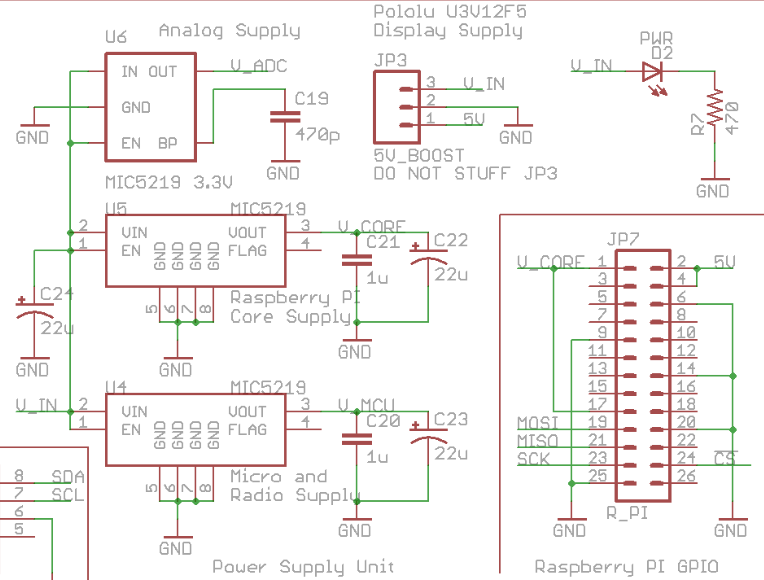 Analog Supply
U6
IN OUT
GND
EN BP
V_ADC
C19
470p
GND
GND
MIC5219 3.3V
Pololu U3V12F5
Display Supply
JP3
3
2
1
V_IN
5V
GND
5V_BOOST
DO NOT STUFF JP3
PWR
D2
V_IN
R7
470
GND
U5
MIC5219
2
1
VIN
EN
GND
GND
GND
GND
VOUT
FLAG
3
4
5
6
7
8
V_CORE
C21
1u
C22
22u
GND
Raspberry PI
Core Supply
GND
C24
22u
GND
V_IN
U4
MIC5219
2
1
VIN
EN
GND
GND
GND
GND
VOUT
FLAG
3
4
5
6
7
8
V_MCU
C20
1u
C23
22u
GND
Micro and
Radio Supply
GND
Power Supply Unit
8 SDA
7 SCL
6
5
JP7
V_CORE 1 2 5V
3 4
5 6
7 8
9 10
11 12
13 14
15 16
17 18
MOSI 19 20
MISO 21 22
SCK 23 24 CS
25 26
R_PI
GND
GND
Raspberry PI GPIO